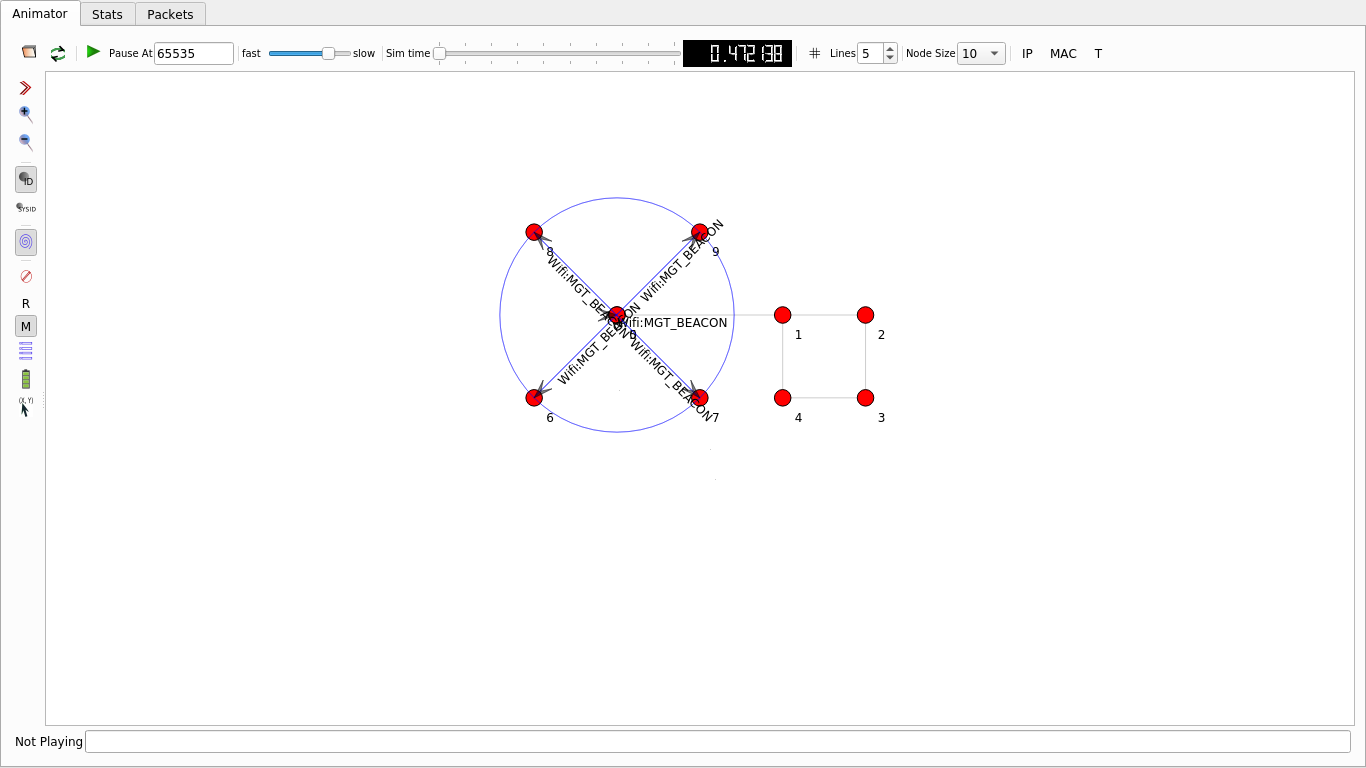 Animator Stats Packets
Pause At 65535 fast slow Sim time 0.472138 Lines 5 Node Size 10 IP MAC T
ID
SYSID
R
M
(X, Y)
8 9
Wifi:MGT_BEACON
Wifi:MGT_BEACON
Wifi:MGT_BEACON
0 1 2
Wifi:MGT_BEACON
Wifi:MGT_BEACON
6 7 4 3
Not Playing